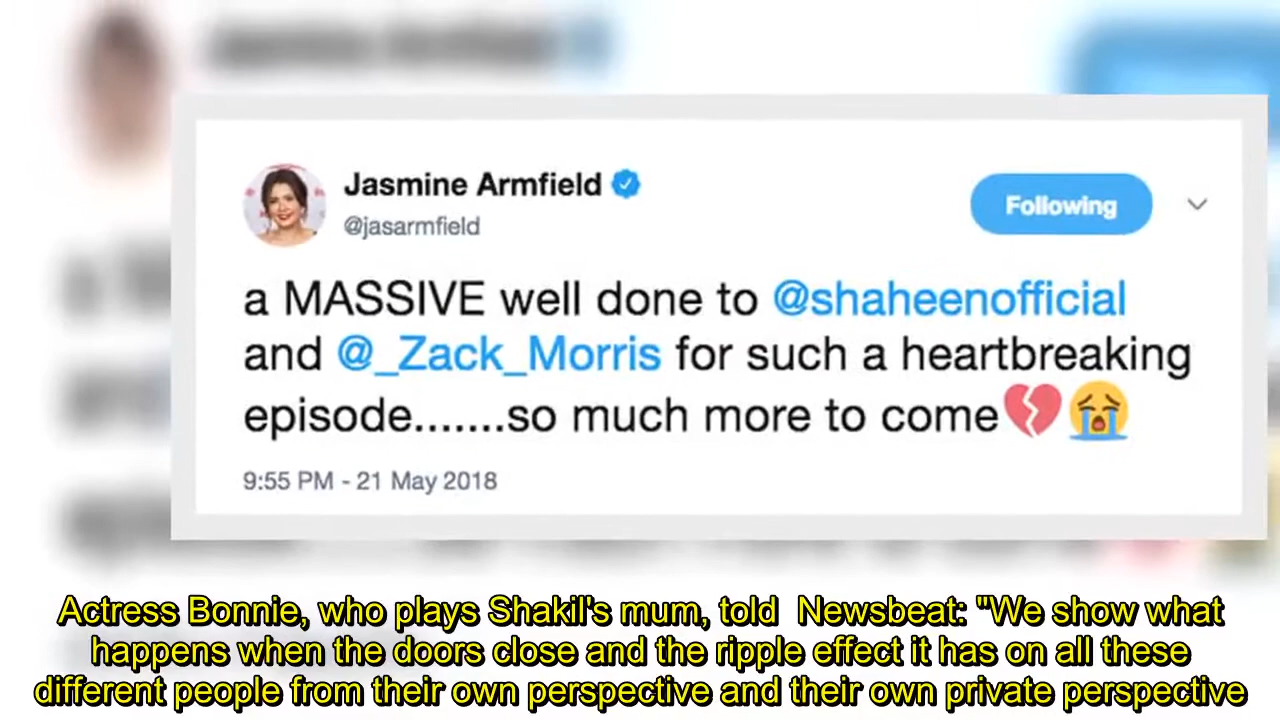 Jasmine Armfield
@jasarmfield
Following
a MASSIVE well done to @shaheenofficial
and @_Zack_Morris for such a heartbreaking
episode.......so much more to come💔😭
9:55 PM - 21 May 2018
Actress Bonnie, who plays Shakil's mum, told Newsbeat: "We show what
happens when the doors close and the ripple effect it has on all these
different people from their own perspective and their own private perspective